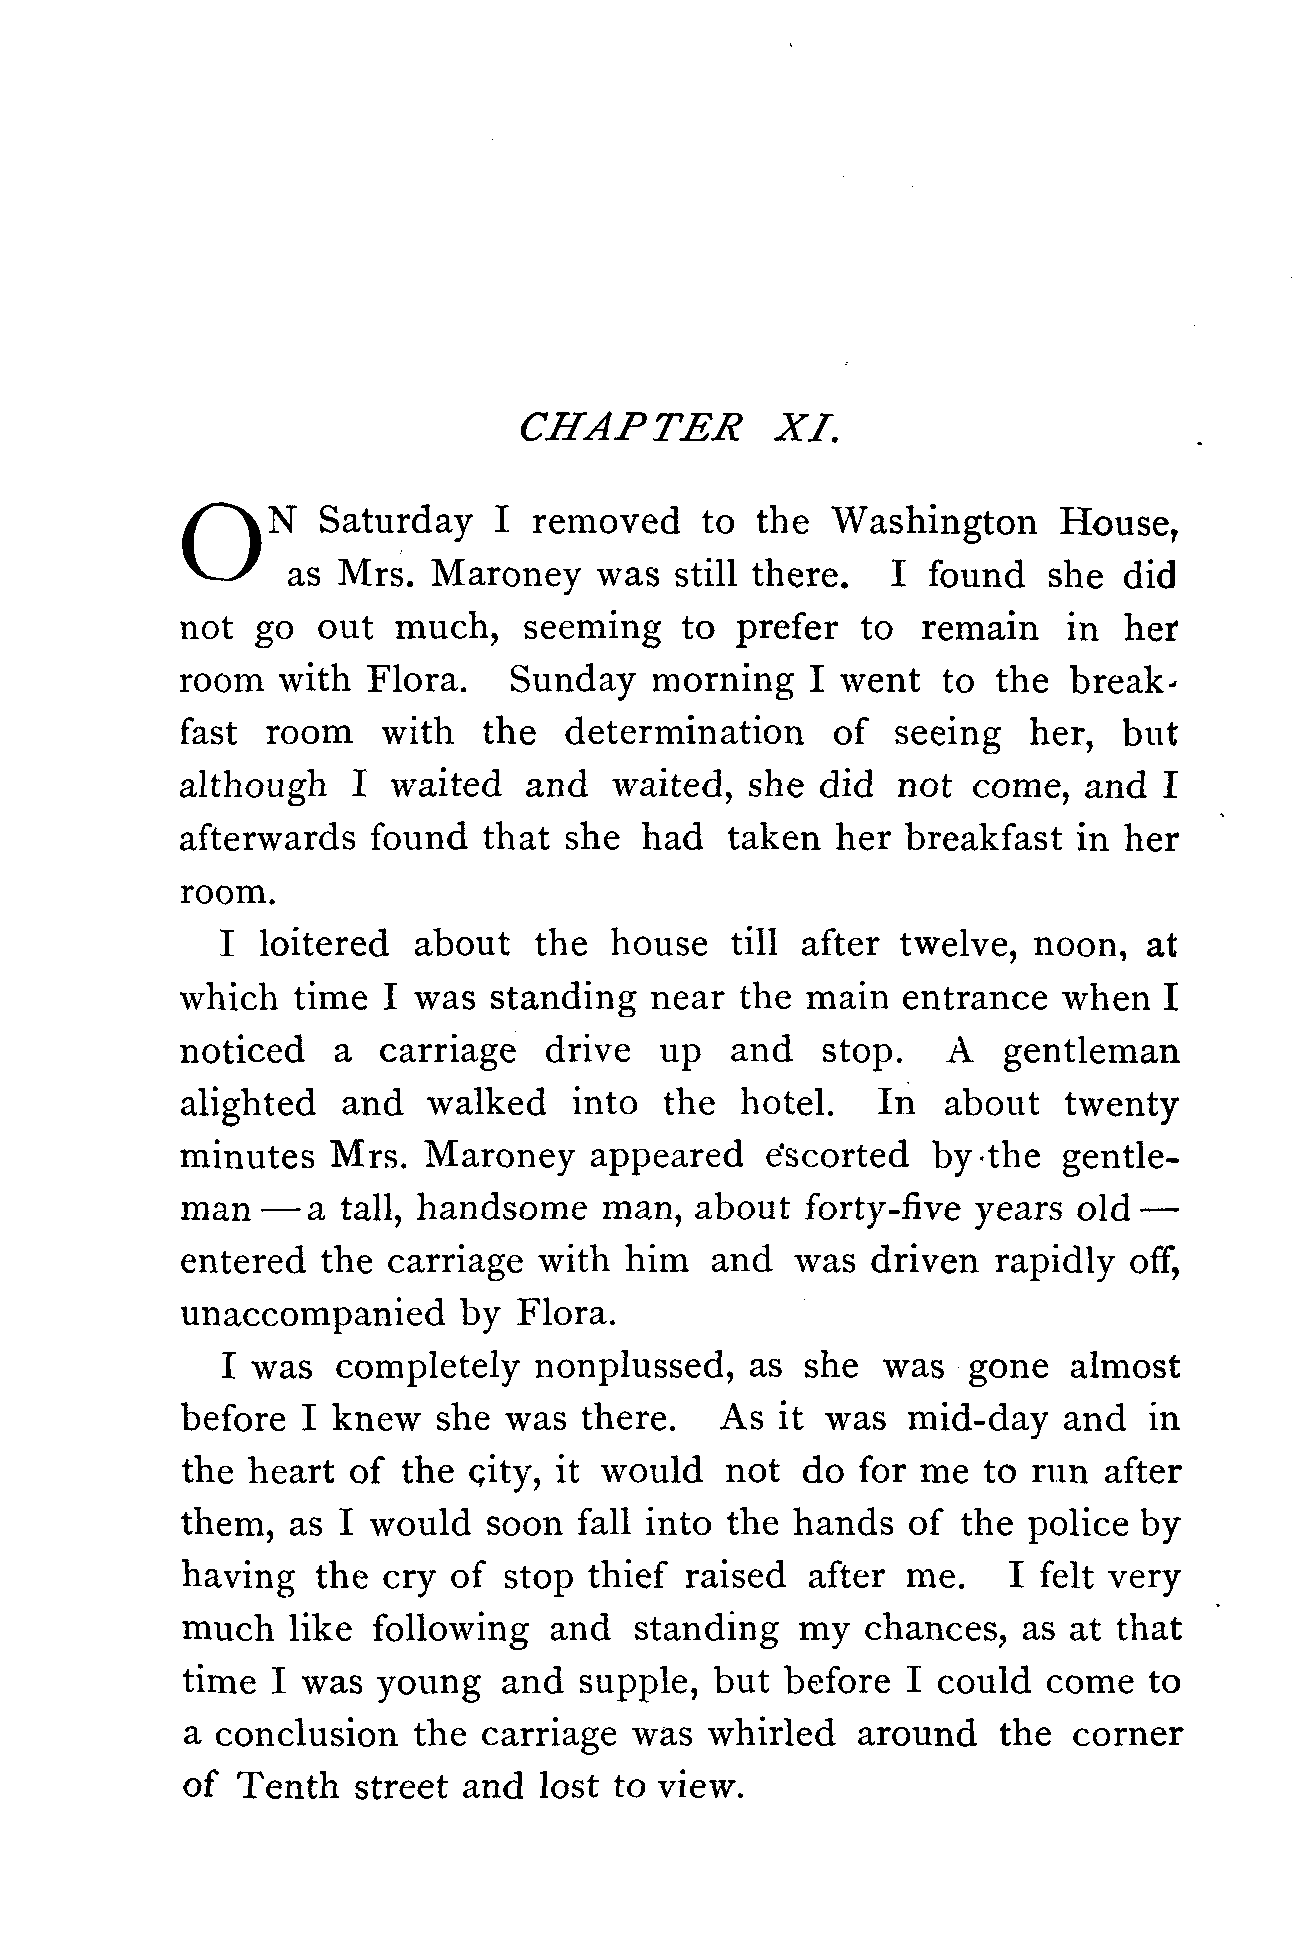 CHAPTER XI.
ON Saturday I removed to the Washington House,
as Mrs. Maroney was still there. I found she did
not go out much, seeming to prefer to remain in her
room with Flora. Sunday morning I went to the break-
fast room with the determination of seeing her, but
although I waited and waited, she did not come, and I
afterwards found that she had taken her breakfast in her
room.
I loitered about the house till after twelve, noon, at
which time I was standing near the main entrance when I
noticed a carriage drive up and stop. A gentleman
alighted and walked into the hotel. In about twenty
minutes Mrs. Maroney appeared escorted by the gentle-
man — a tall, handsome man, about forty-five years old —
entered the carriage with him and was driven rapidly off,
unaccompanied by Flora.
I was completely nonplussed, as she was gone almost
before I knew she was there. As it was mid-day and in
the heart of the city, it would not do for me to run after
them, as I would soon fall into the hands of the police by
having the cry of stop thief raised after me. I felt very
much like following and standing my chances, as at that
time I was young and supple, but before I could come to
a conclusion the carriage was whirled around the corner
of Tenth street and lost to view.